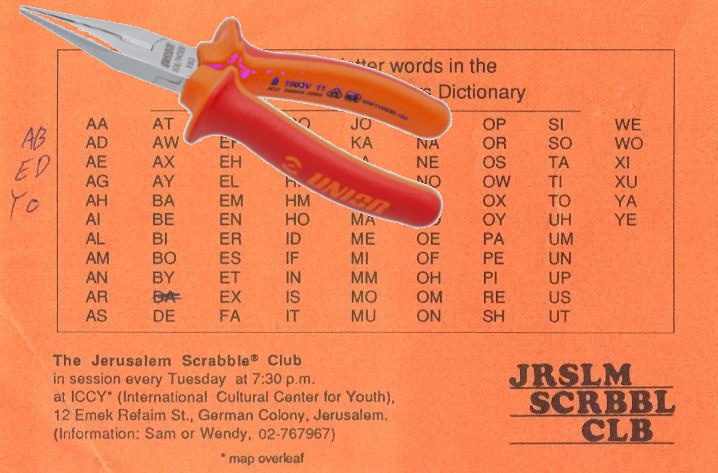 words in the
Dictionary
AA AT JO OP SI WE
AD AW KA NA OR SO WO
AE AX EH NE OS TA XI
AG AY EL NO OW TI XU
AH BA EM HM OX TO YA
AI BE EN HO MA OY UH YE
AL BI ER ID ME OE PA UM
AM BO ES IF MI OF PE UN
AN BY ET IN MM OH PI UP
AR DA EX IS MO OM RE US
AS DE FA IT MU ON SH UT
AB
ED
YO
1000V
UNIOR
The Jerusalem Scrabble® Club
in session every Tuesday at 7:30 p.m.
at ICCY* (International Cultural Center for Youth),
12 Emek Refaim St., German Colony, Jerusalem.
(Information: Sam or Wendy, 02-767967)
* map overleaf
JRSLM
SCRBBL
CLB